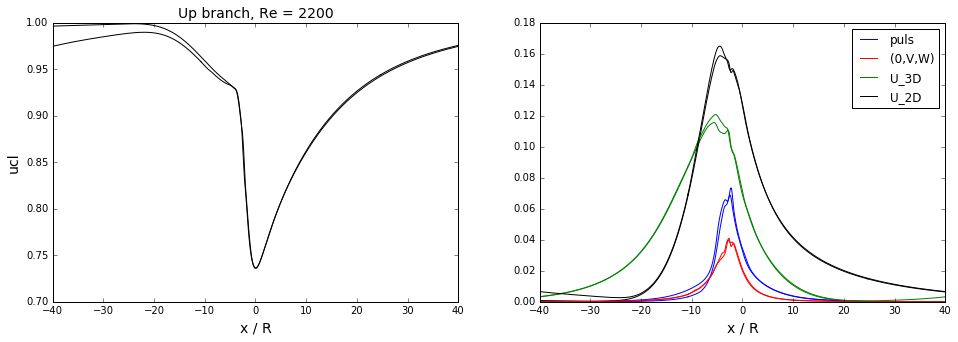 Up branch, Re = 2200
ucl
1.00
0.95
0.90
0.85
0.80
0.75
0.70
−40 −30 −20 −10 0 10 20 30 40
x / R
0.18
0.16
0.14
0.12
0.10
0.08
0.06
0.04
0.02
0.00
puls
(0,V,W)
U_3D
U_2D
−40 −30 −20 −10 0 10 20 30 40
x / R